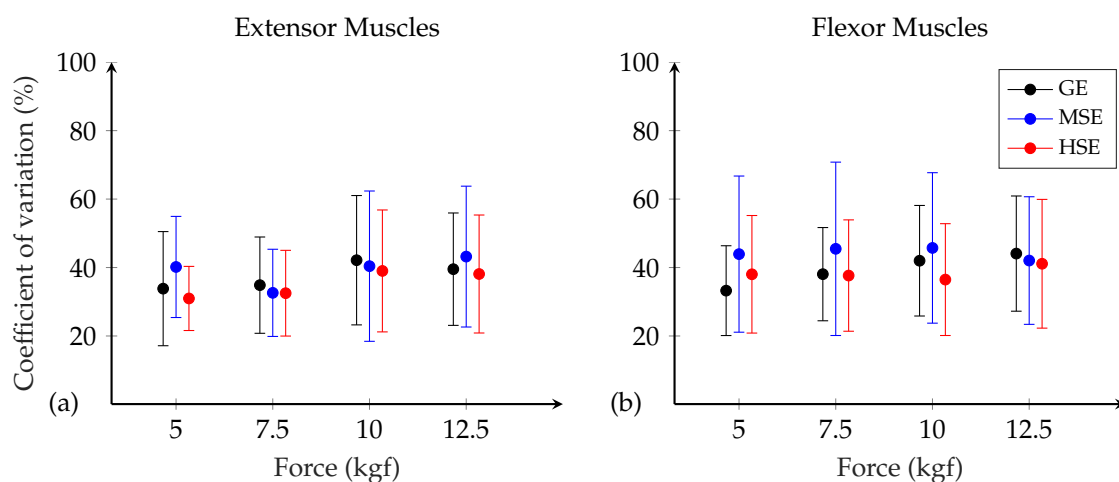 Extensor Muscles
Coefficient of variation (%)
100
80
60
40
20
(a)
5 7.5 10 12.5
Force (kgf)
Flexor Muscles
100
80
60
40
20
(b)
5 7.5 10 12.5
Force (kgf)
GE
MSE
HSE